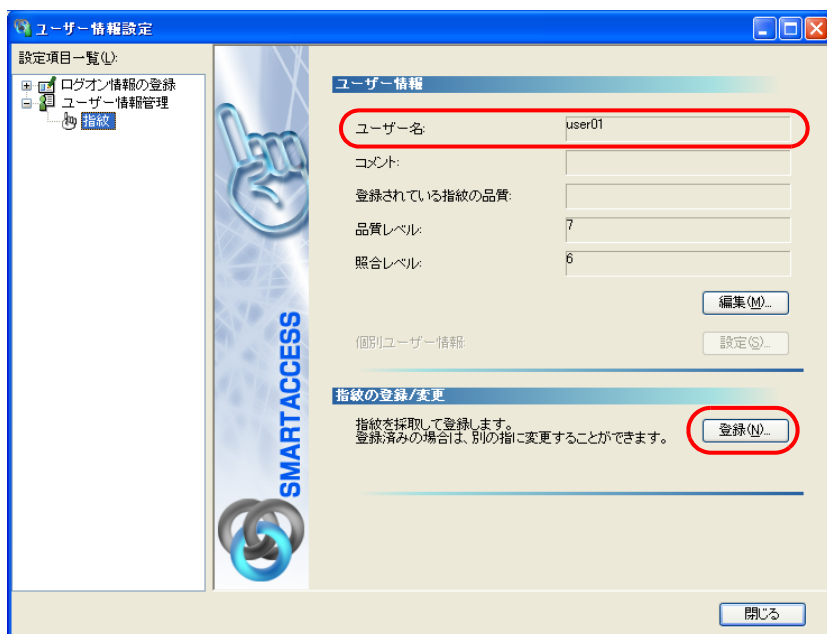 ユーザー情報設定
設定項目一覧(L):
ログオン情報の登録
ユーザー情報管理
指紋
SMARTACCESS
ユーザー情報
ユーザー名: user01
コメント:
登録されている指紋の品質:
品質レベル: 7
照合レベル: 6
編集(M)...
個別ユーザー情報: 設定(S)...
指紋の登録/変更
指紋を採取して登録します。
登録済みの場合は、別の指に変更することができます。
登録(N)...
閉じる